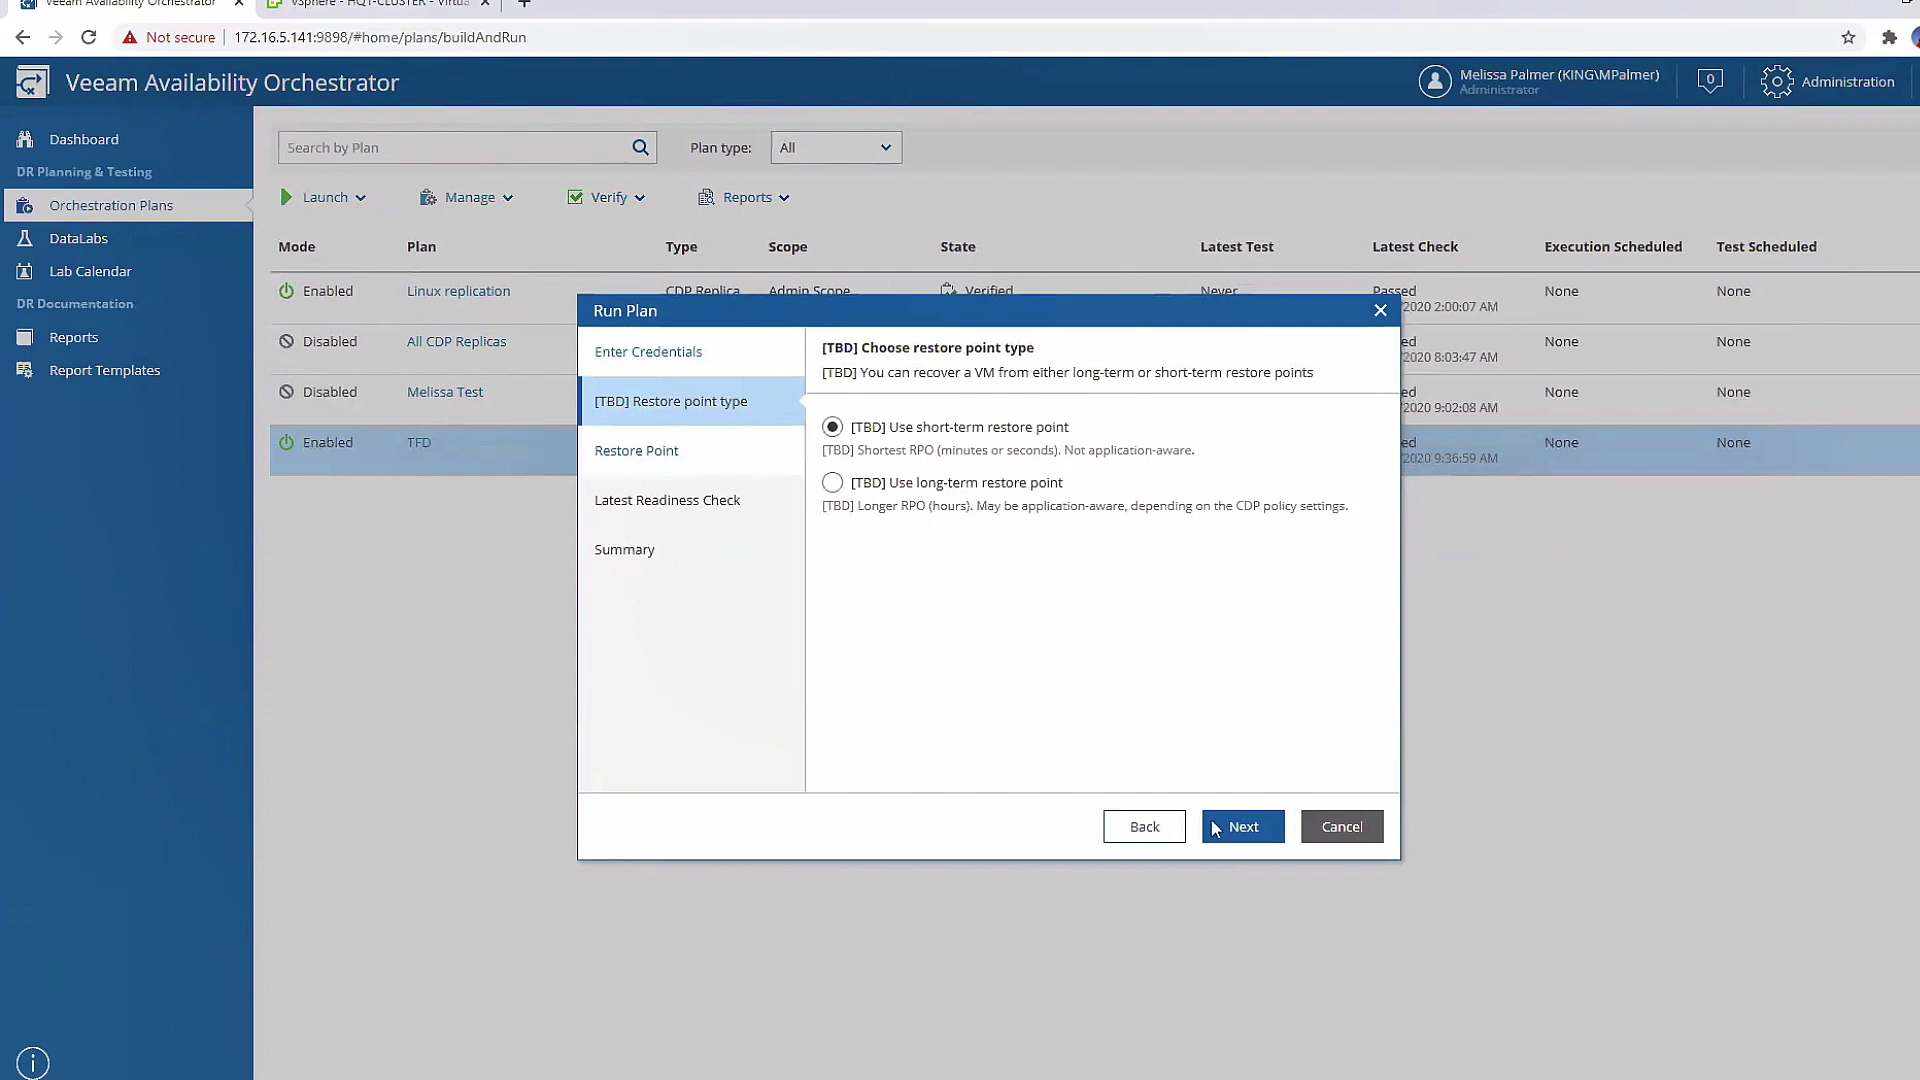 Veeam Availability Orchestrator
vSphere - HQ1-CLUSTER - Virtua
Not secure
172.16.5.141:9898/#home/plans/buildAndRun
Veeam Availability Orchestrator
Melissa Palmer (KING\MPalmer)
Administrator
0
Administration
Dashboard
DR Planning & Testing
Orchestration Plans
DataLabs
Lab Calendar
DR Documentation
Reports
Report Templates
Search by Plan
Plan type:
All
Launch
Manage
Verify
Reports
Mode
Plan
Type
Scope
State
Latest Test
Latest Check
Execution Scheduled
Test Scheduled
Enabled
Linux replication
CDP Replica
Admin Scope
Verified
Never
Passed
/2020 2:00:07 AM
None
None
Disabled
All CDP Replicas
ed
/2020 8:03:47 AM
None
None
Disabled
Melissa Test
ed
/2020 9:02:08 AM
None
None
Enabled
TFD
ed
/2020 9:36:59 AM
None
None
Run Plan
Enter Credentials
[TBD] Restore point type
Restore Point
Latest Readiness Check
Summary
[TBD] Choose restore point type
[TBD] You can recover a VM from either long-term or short-term restore points
[TBD] Use short-term restore point
[TBD] Shortest RPO (minutes or seconds). Not application-aware.
[TBD] Use long-term restore point
[TBD] Longer RPO (hours). May be application-aware, depending on the CDP policy settings.
Back
Next
Cancel